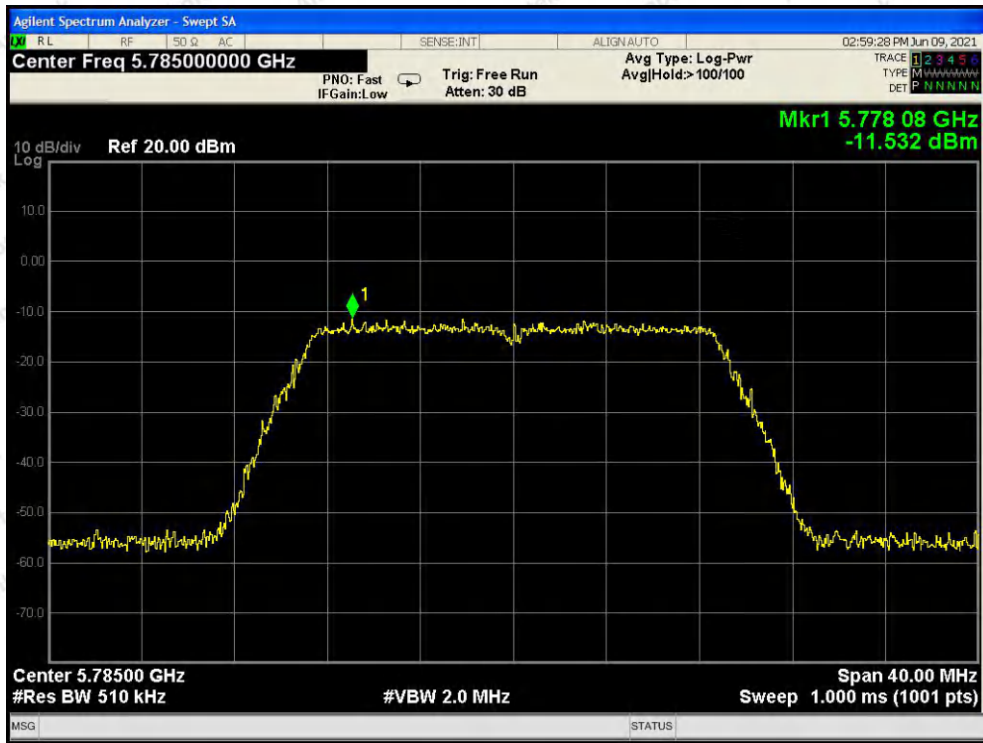 Agilent Spectrum Analyzer - Swept SA
LXI RL RF 50 Ω AC SENSE:INT ALIGN AUTO 02:59:28 PM Jun 09, 2021
Center Freq 5.785000000 GHz
PNO: Fast
IFGain:Low
Trig: Free Run
Atten: 30 dB
Avg Type: Log-Pwr
Avg|Hold:> 100/100
TRACE 1 2 3 4 5 6
TYPE M WWWWW
DET P N N N N N
Mkr1 5.778 08 GHz
-11.532 dBm
10 dB/div Ref 20.00 dBm
Log
10.0
0.00
-10.0
1
-20.0
-30.0
-40.0
-50.0
-60.0
-70.0
Center 5.78500 GHz Span 40.00 MHz
#Res BW 510 kHz #VBW 2.0 MHz Sweep 1.000 ms (1001 pts)
MSG STATUS